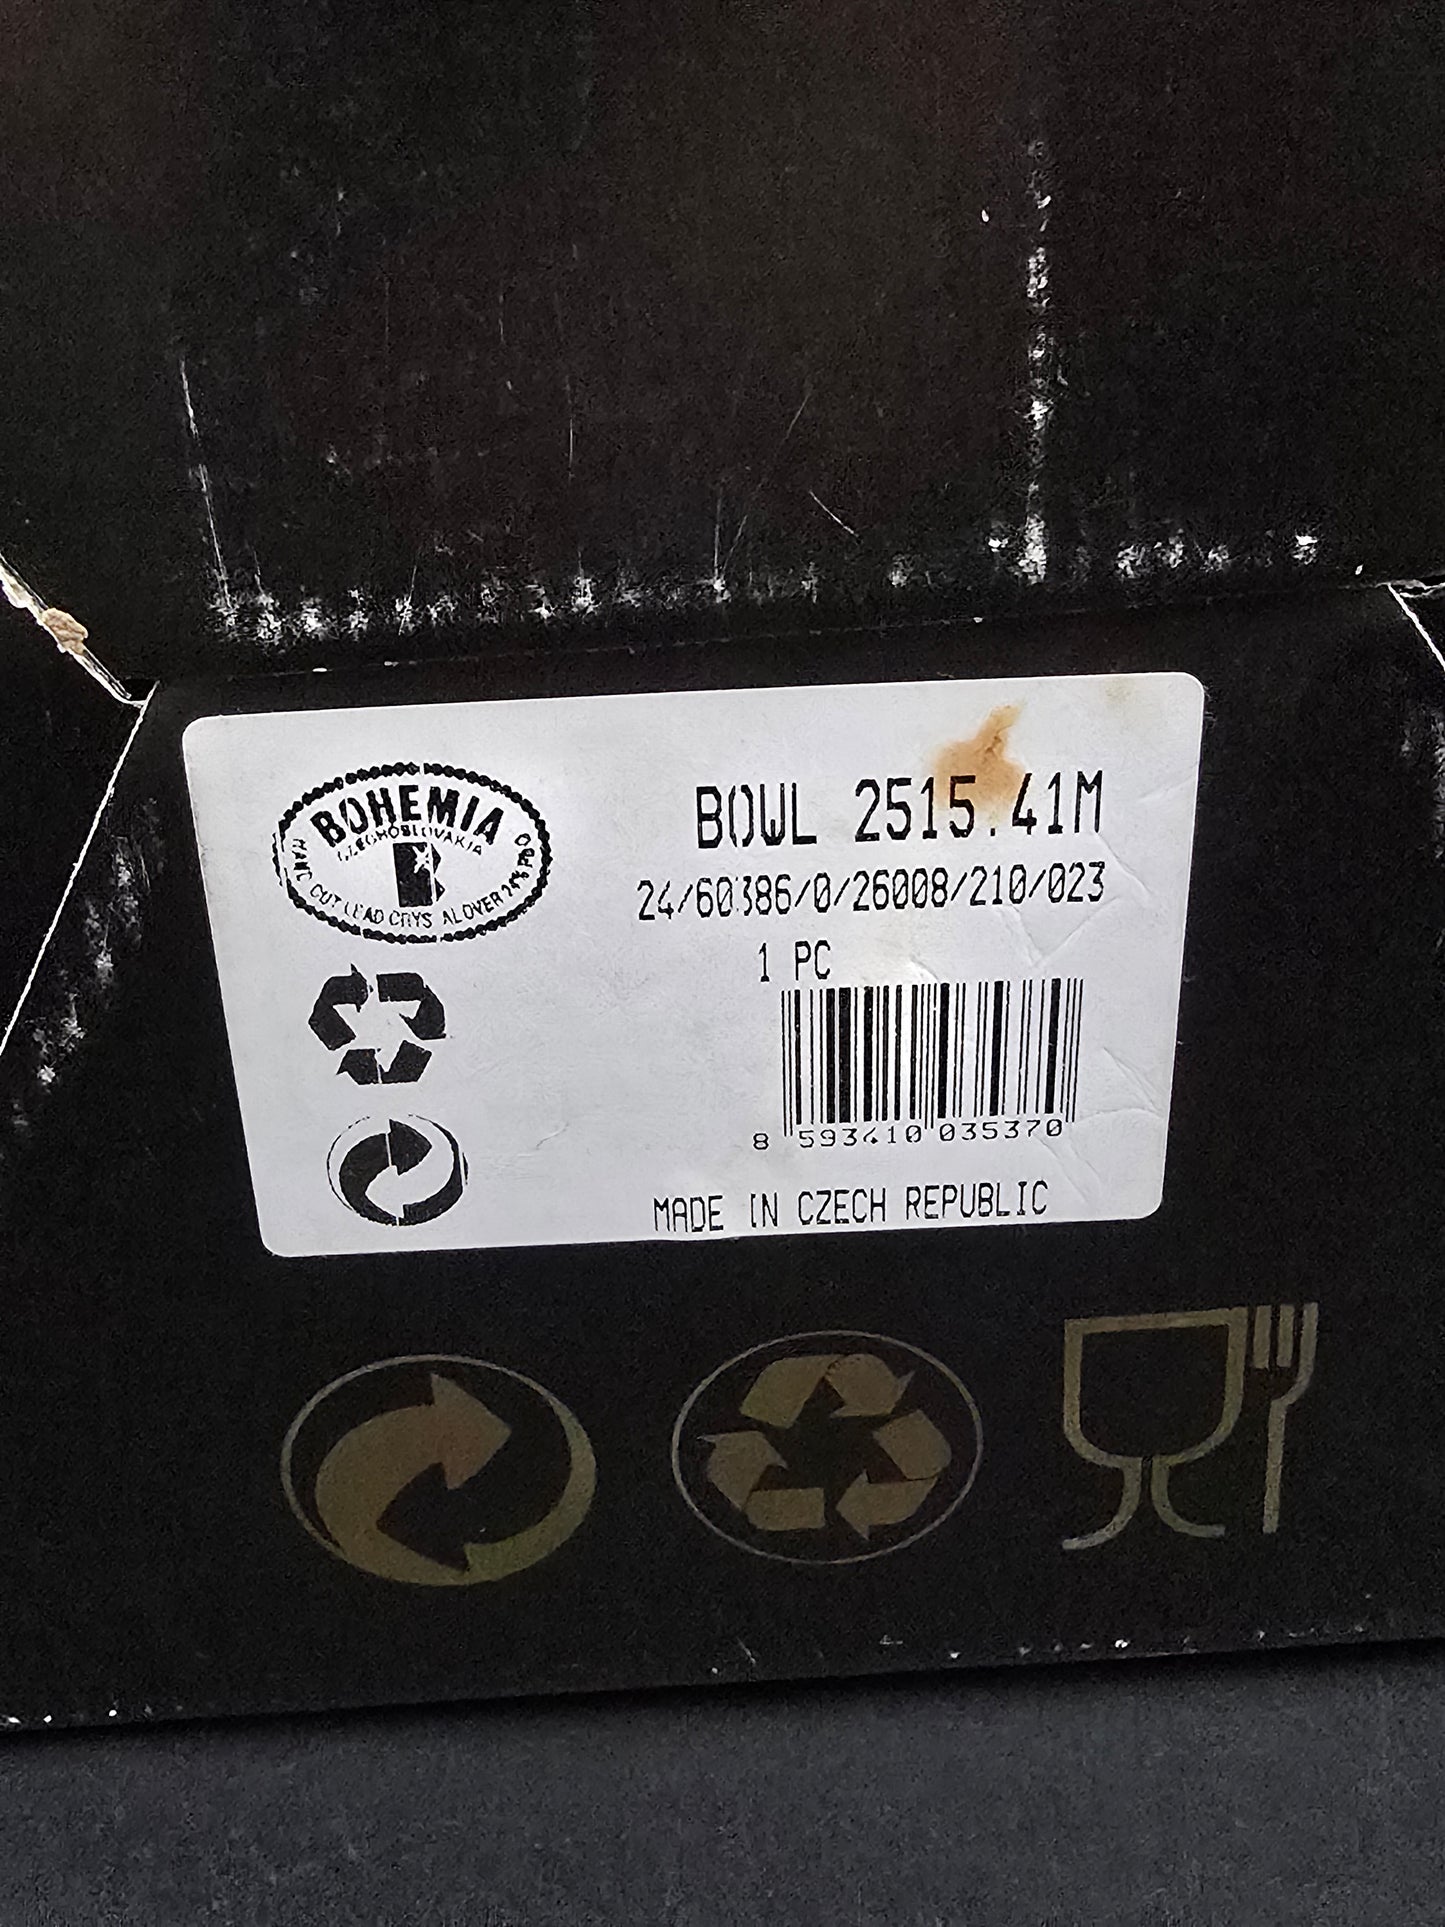 BOHEMIA
CZECHOSLOVAKIA
HAND CUT LEAD CRYSTAL OVER 24% PBO
BOWL 2515.41M
24/60386/0/26008/210/023
1 PC
8 593410 035370
MADE IN CZECH REPUBLIC